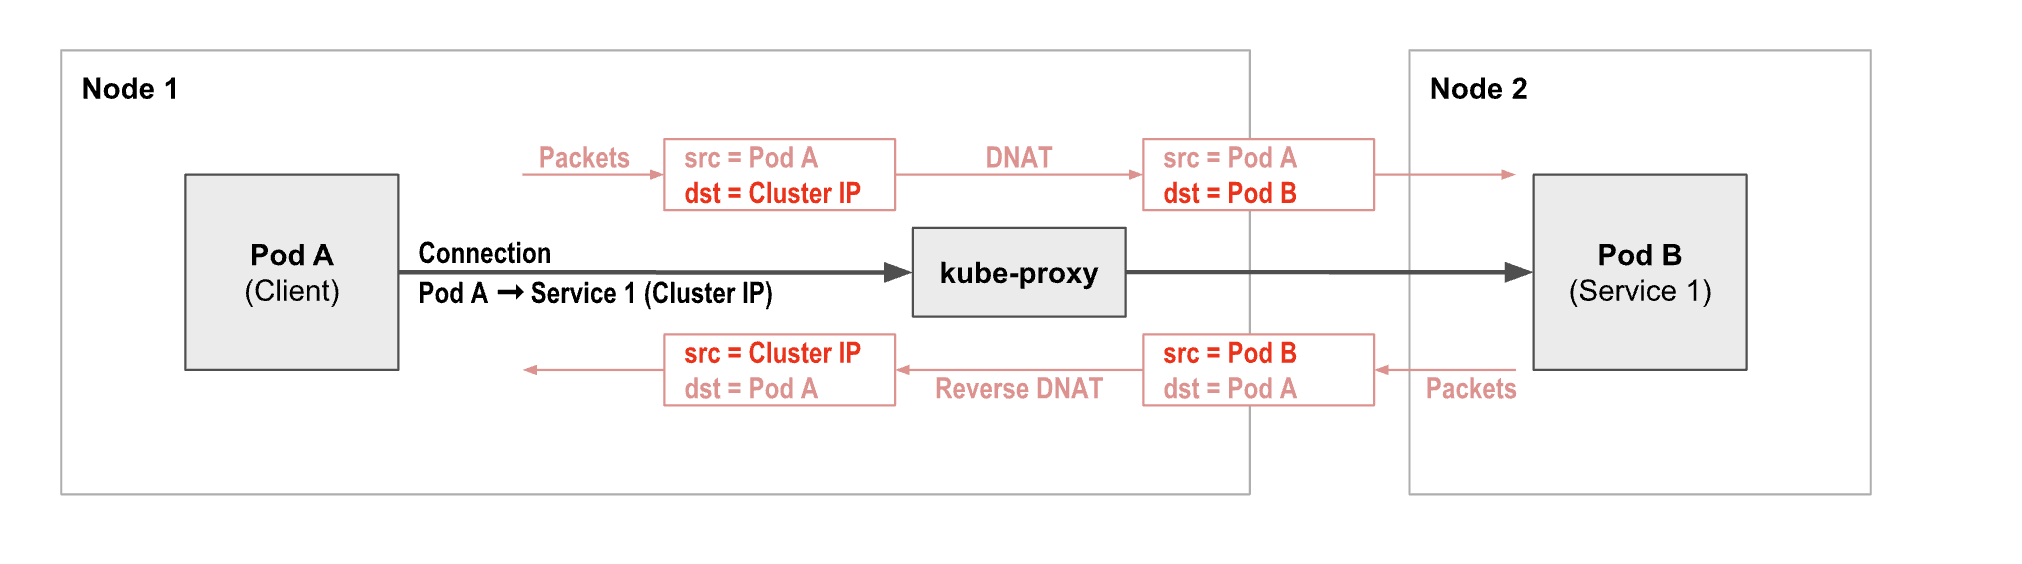 Node 1
Node 2
Packets
src = Pod A
dst = Cluster IP
DNAT
src = Pod A
dst = Pod B
Pod A
(Client)
Connection
Pod A → Service 1 (Cluster IP)
kube-proxy
Pod B
(Service 1)
src = Cluster IP
dst = Pod A
Reverse DNAT
src = Pod B
dst = Pod A
Packets